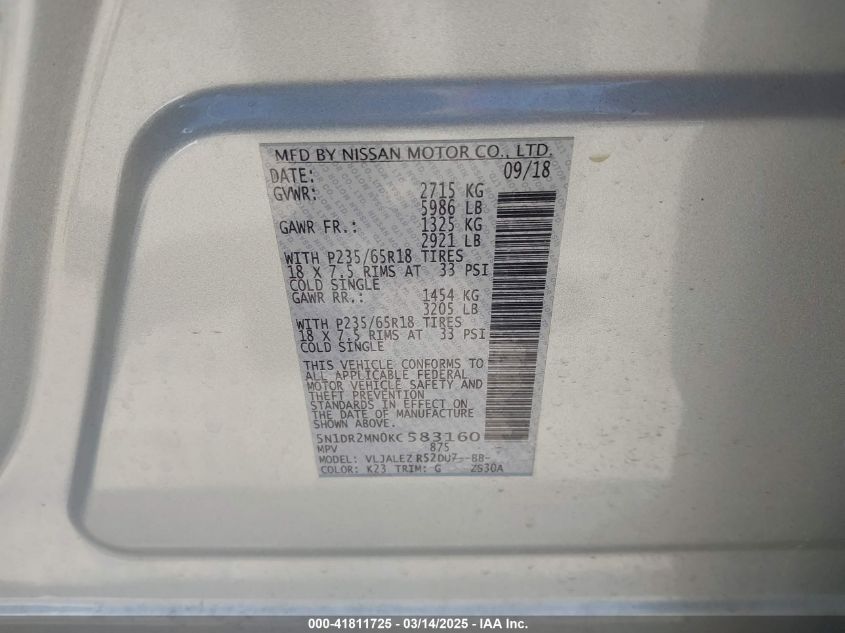 MFD BY NISSAN MOTOR CO., LTD.
DATE: 09/18
GVWR: 2715 KG
5986 LB
GAWR FR.: 1325 KG
2921 LB
WITH P235/65R18 TIRES
18 X 7.5 RIMS AT 33 PSI
COLD SINGLE
GAWR RR.: 1454 KG
3205 LB
WITH P235/65R18 TIRES
18 X 7.5 RIMS AT 33 PSI
COLD SINGLE
THIS VEHICLE CONFORMS TO
ALL APPLICABLE FEDERAL
MOTOR VEHICLE SAFETY AND
THEFT PREVENTION
STANDARDS IN EFFECT ON
THE DATE OF MANUFACTURE
SHOWN ABOVE.
5N1DR2MN0KC583160
MPV 875
MODEL: VLJALEZ R52DU7--BB-
COLOR: K23 TRIM: G ZS30A
000-41811725 - 03/14/2025 - IAA Inc.